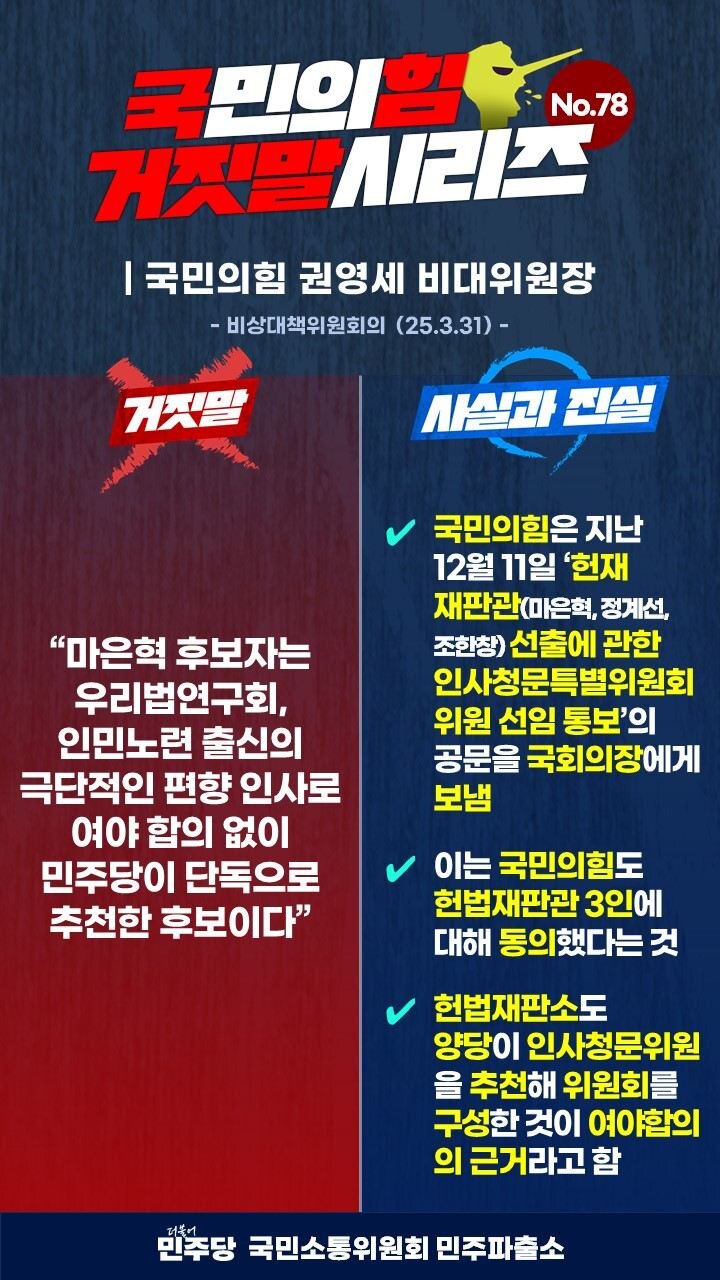 국민의힘
No.78
거짓말시리즈
| 국민의힘 권영세 비대위원장
- 비상대책위원회의 (25.3.31) -
거짓말
“마은혁 후보자는
우리법연구회,
인민노련 출신의
극단적인 편향 인사로
여야 합의 없이
민주당이 단독으로
추천한 후보이다”
사실과 진실
✔ 국민의힘은 지난
12월 11일 ‘헌재
재판관(마은혁, 정계선,
조한창) 선출에 관한
인사청문특별위원회
위원 선임 통보’의
공문을 국회의장에게
보냄
✔ 이는 국민의힘도
헌법재판관 3인에
대해 동의했다는 것
✔ 헌법재판소도
양당이 인사청문위원
을 추천해 위원회를
구성한 것이 여야합의
의 근거라고 함
더불어
민주당 국민소통위원회 민주파출소